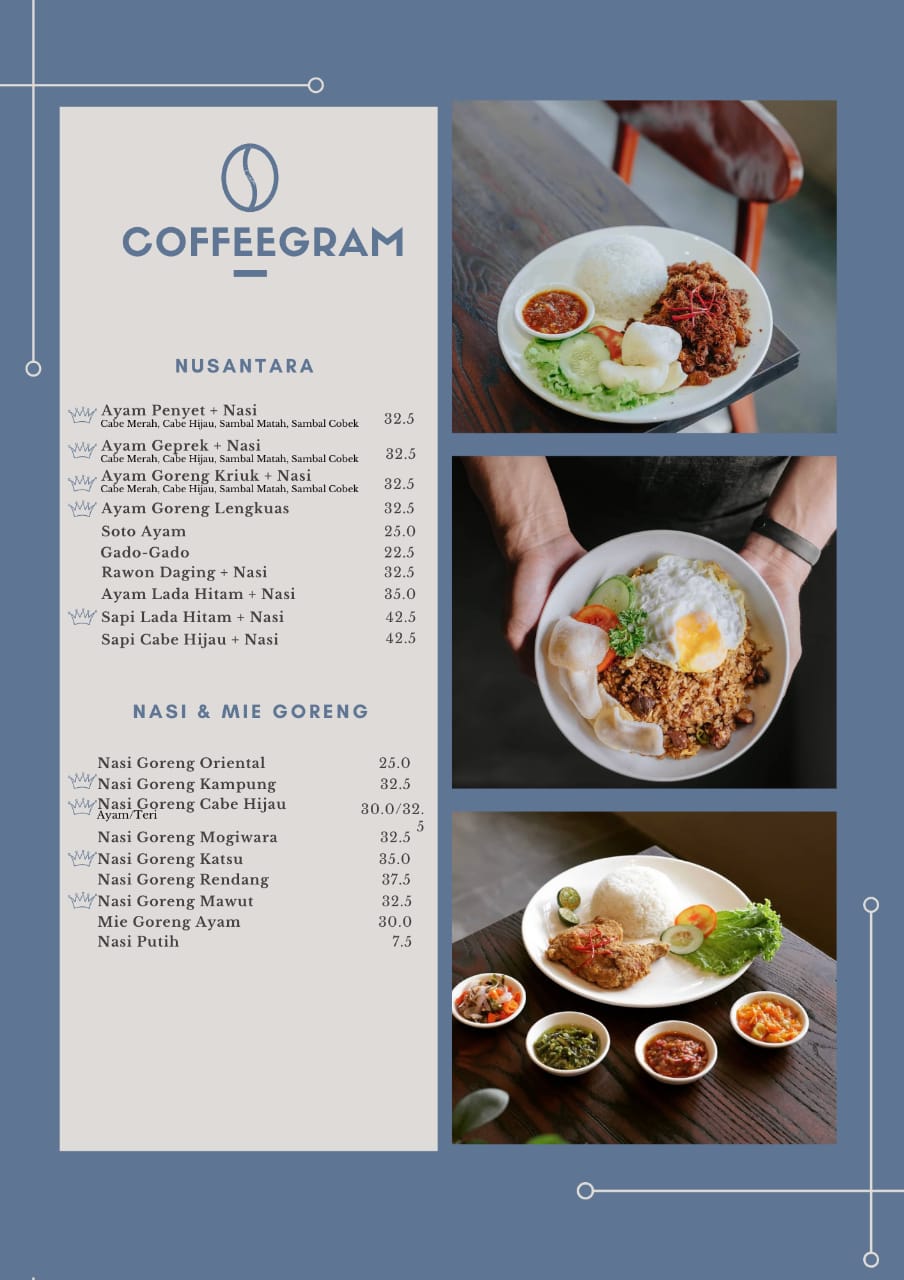 COFFEEGRAM
NUSANTARA
Ayam Penyet + Nasi 32.5
Cabe Merah, Cabe Hijau, Sambal Matah, Sambal Cobek
Ayam Geprek + Nasi 32.5
Cabe Merah, Cabe Hijau, Sambal Matah, Sambal Cobek
Ayam Goreng Kriuk + Nasi 32.5
Cabe Merah, Cabe Hijau, Sambal Matah, Sambal Cobek
Ayam Goreng Lengkuas 32.5
Soto Ayam 25.0
Gado-Gado 22.5
Rawon Daging + Nasi 32.5
Ayam Lada Hitam + Nasi 35.0
Sapi Lada Hitam + Nasi 42.5
Sapi Cabe Hijau + Nasi 42.5
NASI & MIE GORENG
Nasi Goreng Oriental 25.0
Nasi Goreng Kampung 32.5
Nasi Goreng Cabe Hijau 30.0/32.
Ayam/Teri 5
Nasi Goreng Mogiwara 32.5
Nasi Goreng Katsu 35.0
Nasi Goreng Rendang 37.5
Nasi Goreng Mawut 32.5
Mie Goreng Ayam 30.0
Nasi Putih 7.5